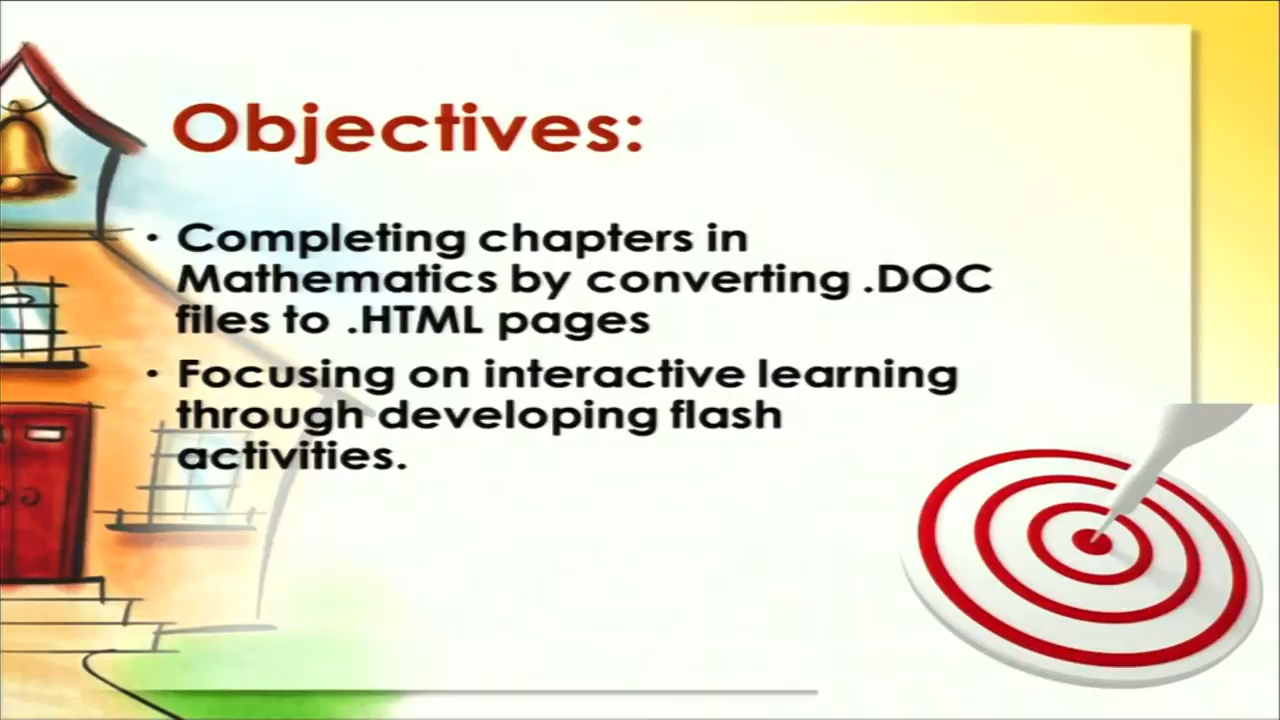 Objectives:
• Completing chapters in
Mathematics by converting .DOC
files to .HTML pages
• Focusing on interactive learning
through developing flash
activities.